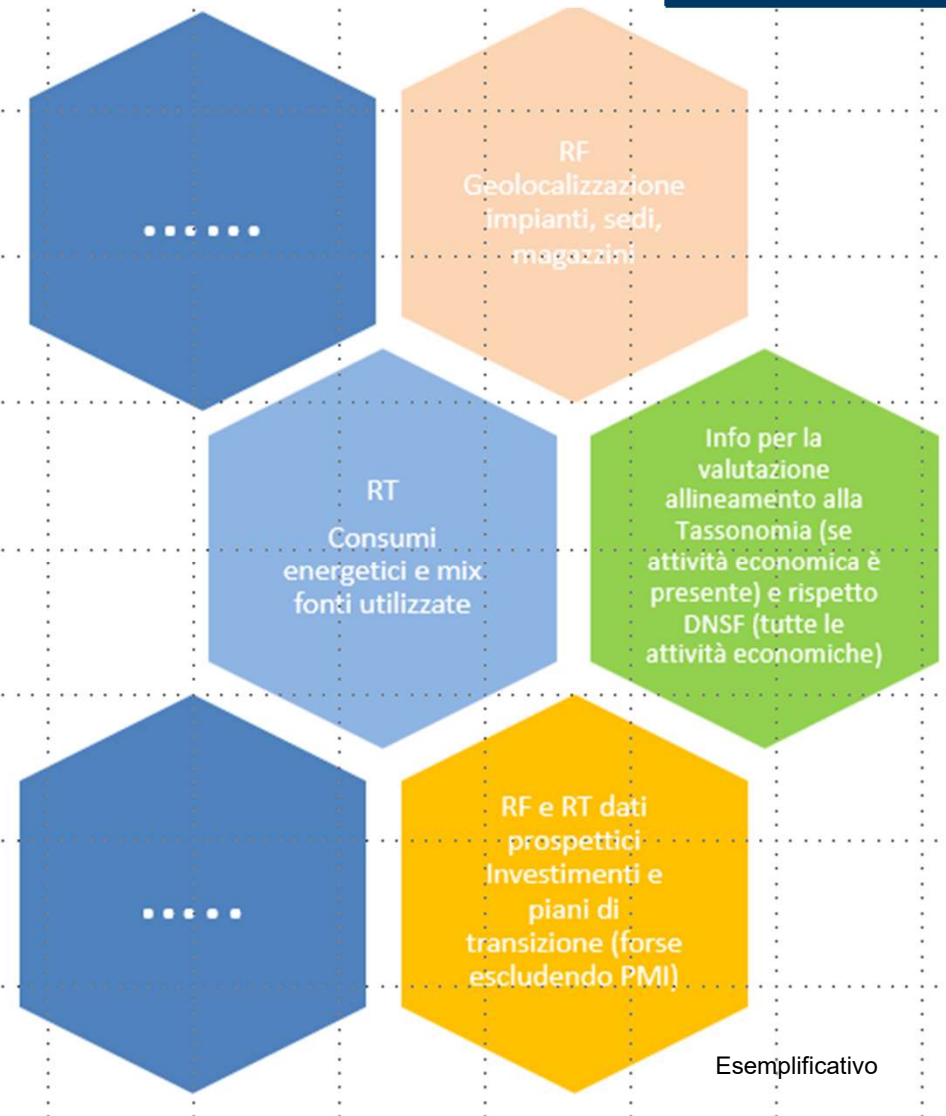 ......
RF
Geolocalizzazione
impianti, sedi,
magazzini
RT
Consumi
energetici e mix
fonti utilizzate
Info per la
valutazione
allineamento alla
Tassonomia (se
attività economica è
presente) e rispetto
DNSF (tutte le
attività economiche)
.....
RF e RT dati
prospettici
Investimenti e
piani di
transizione (forse
escludendo PMI)
Esemplificativo